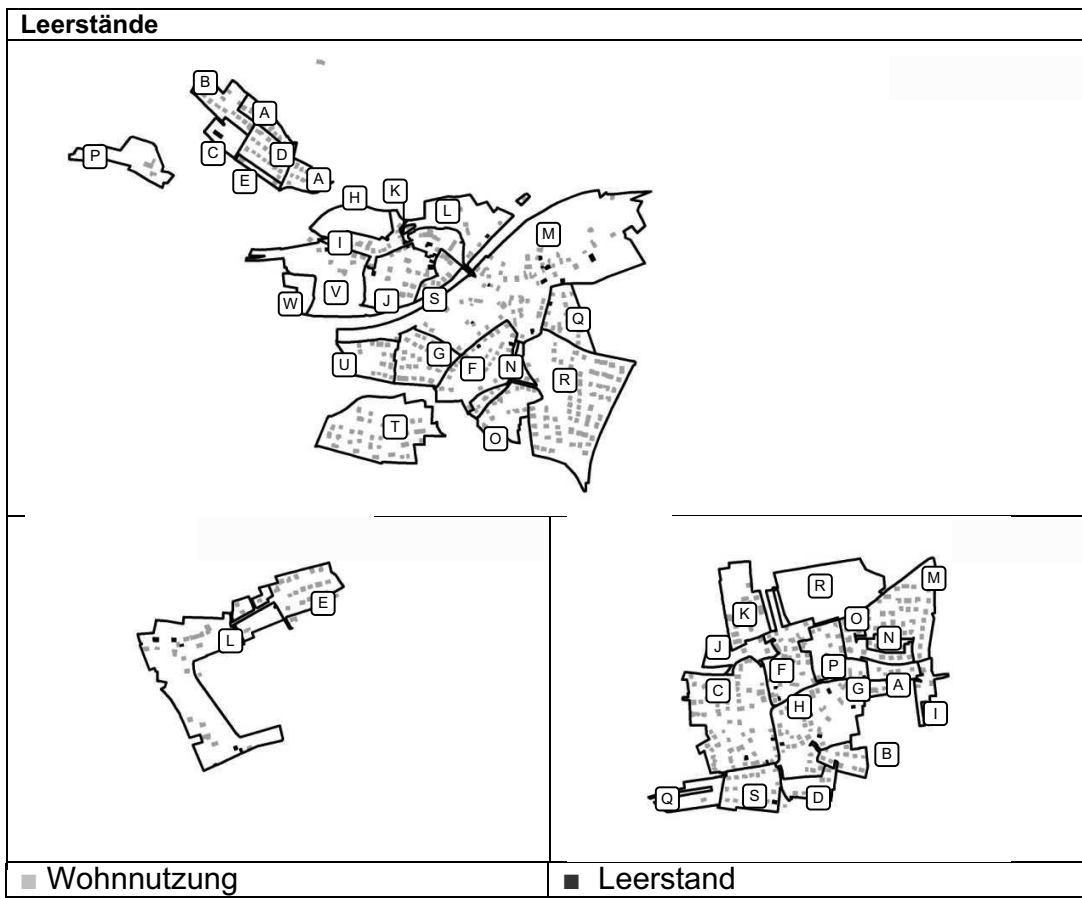 Leerstände
B
A
P
C
D
E
A
H
K
L
I
M
W
V
J
S
Q
U
G
F
N
R
T
O
E
L
R
M
K
O
N
J
F
P
C
H
G
A
I
B
Q
S
D
Wohnnutzung
Leerstand